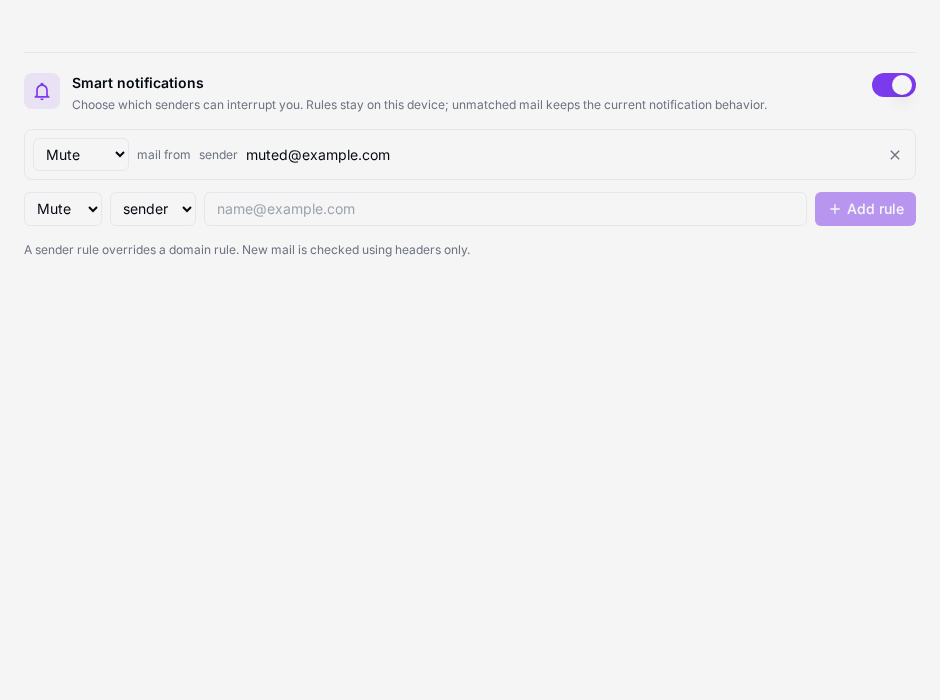 Smart notifications
Choose which senders can interrupt you. Rules stay on this device; unmatched mail keeps the current notification behavior.
Mute mail from sender muted@example.com
Mute sender name@example.com + Add rule
A sender rule overrides a domain rule. New mail is checked using headers only.